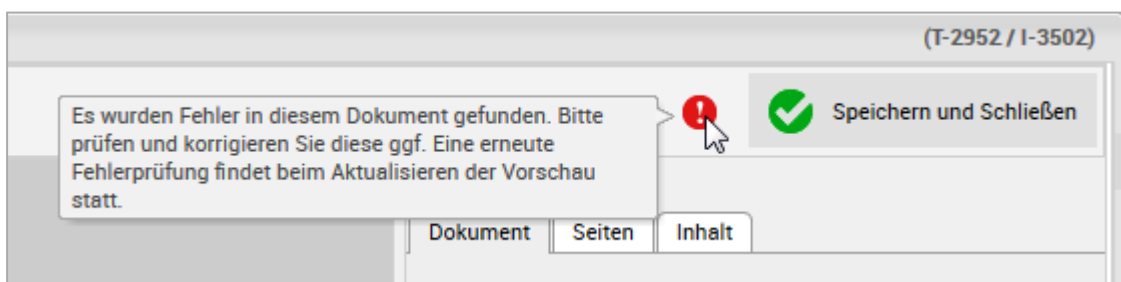 (T-2952 / I-3502)
Es wurden Fehler in diesem Dokument gefunden. Bitte
prüfen und korrigieren Sie diese ggf. Eine erneute
Fehlerprüfung findet beim Aktualisieren der Vorschau
statt.
Speichern und Schließen
Dokument
Seiten
Inhalt